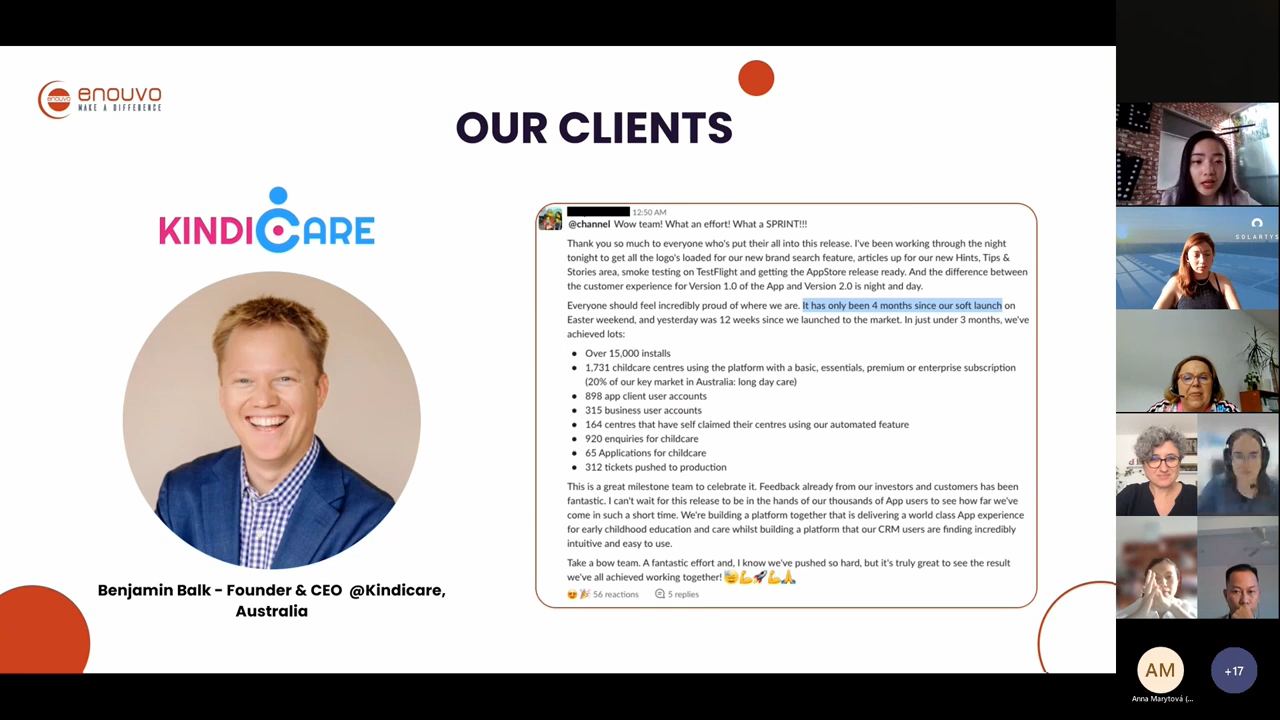 enouvo
enouvo
MAKE A DIFFERENCE
OUR CLIENTS
KINDICARE
Benjamin Balk - Founder & CEO @Kindicare,
Australia
12:50 AM
@channel Wow team! What an effort! What a SPRINT!!!
Thank you so much to everyone who's put their all into this release. I've been working through the night
tonight to get all the logo's loaded for our new brand search feature, articles up for our new Hints, Tips &
Stories area, smoke testing on TestFlight and getting the AppStore release ready. And the difference between
the customer experience for Version 1.0 of the App and Version 2.0 is night and day.
Everyone should feel incredibly proud of where we are. It has only been 4 months since our soft launch on
Easter weekend, and yesterday was 12 weeks since we launched to the market. In just under 3 months, we've
achieved lots:
• Over 15,000 installs
• 1,731 childcare centres using the platform with a basic, essentials, premium or enterprise subscription
(20% of our key market in Australia: long day care)
• 898 app client user accounts
• 315 business user accounts
• 164 centres that have self claimed their centres using our automated feature
• 920 enquiries for childcare
• 65 Applications for childcare
• 312 tickets pushed to production
This is a great milestone team to celebrate it. Feedback already from our investors and customers has been
fantastic. I can't wait for this release to be in the hands of our thousands of App users to see how far we've
come in such a short time. We're building a platform together that is delivering a world class App experience
for early childhood education and care whilst building a platform that our CRM users are finding incredibly
intuitive and easy to use.
Take a bow team. A fantastic effort and, I know we've pushed so hard, but it's truly great to see the result
we've all achieved working together! 😇💪🚀💪🙏
😍 🎉 56 reactions 5 replies
SOLARTYS
AM
+17
Anna Marytová (...